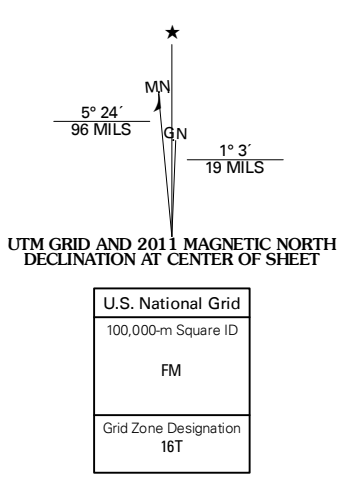 ★
MN
5° 24´
96 MILS
GN
1° 3´
19 MILS
UTM GRID AND 2011 MAGNETIC NORTH
DECLINATION AT CENTER OF SHEET
U.S. National Grid
100,000-m Square ID
FM
Grid Zone Designation
16T